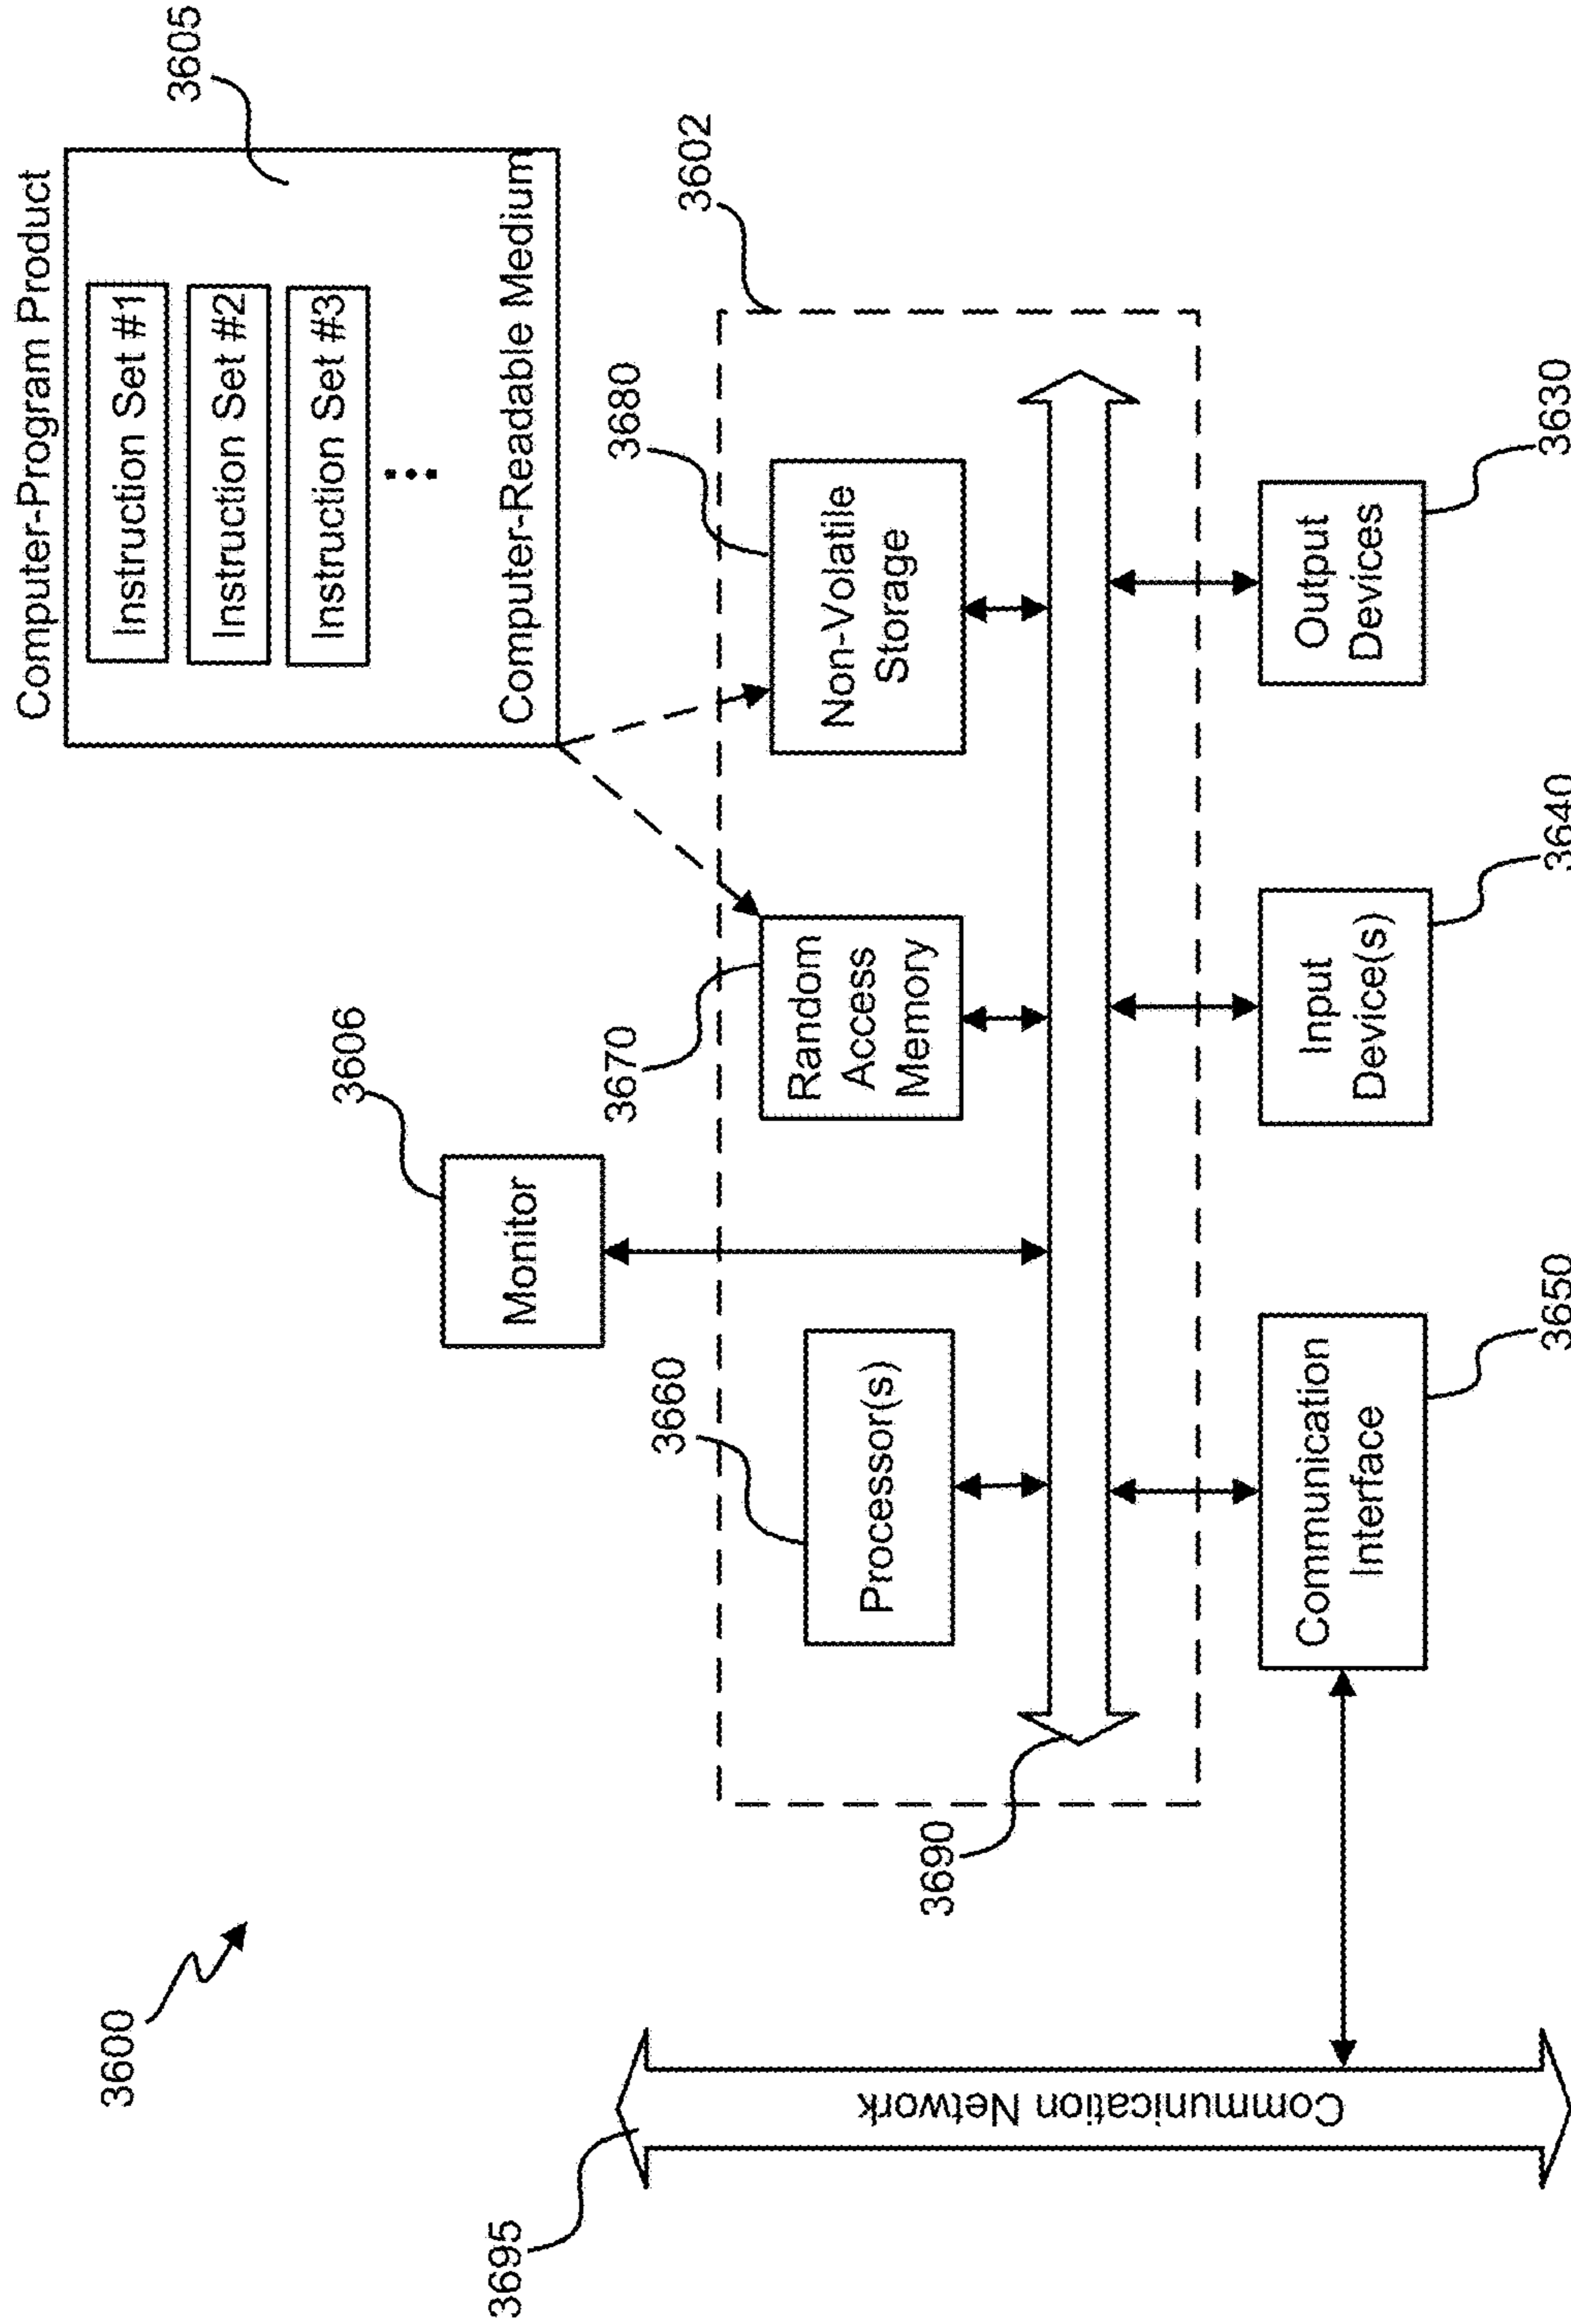 3600
Computer-Program Product
Instruction Set #1
Instruction Set #2
Instruction Set #3
Computer-Readable Medium
3605
3606
Monitor
3602
3660
Processor(s)
3670
Random
Access
Memory
3680
Non-Volatile
Storage
3690
3695
Communication Network
Communication
Interface
3650
Input
Device(s)
3640
Output
Devices
3630